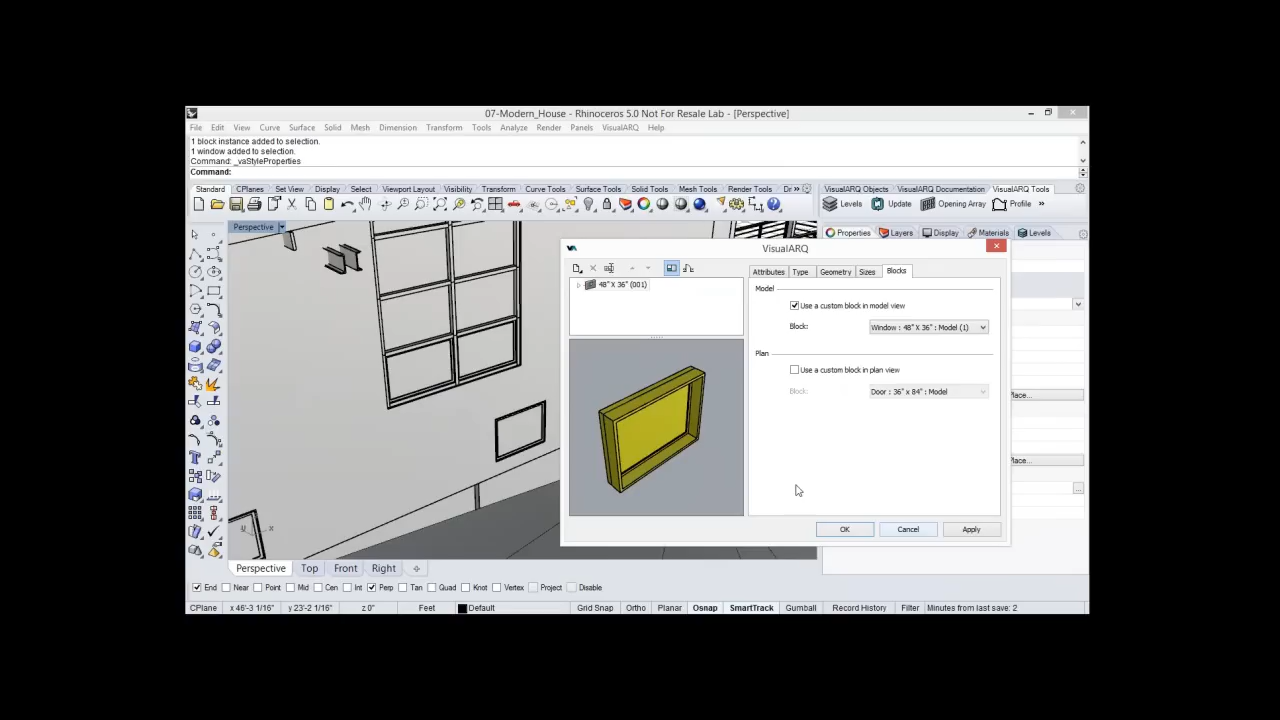 07-Modern_House - Rhinoceros 5.0 Not For Resale Lab - [Perspective]
File Edit View Curve Surface Solid Mesh Dimension Transform Tools Analyze Render Panels VisualARQ Help
1 block instance added to selection.
1 window added to selection.
Command: _vaStyleProperties
Command:
Standard CPlanes Set View Display Select Viewport Layout Visibility Transform Curve Tools Surface Tools Solid Tools Mesh Tools Render Tools Dr »
VisualARQ Objects VisualARQ Documentation VisualARQ Tools
Levels Update Opening Array Profile »
Perspective
Properties Layers Display Materials Levels
VisualARQ
48" X 36" (001)
Attributes Type Geometry Sizes Blocks
Model
Use a custom block in model view
Block: Window : 48" X 36" : Model (1)
Plan
Use a custom block in plan view
Block: Door : 36" x 84" : Model
Place...
Place...
...
OK Cancel Apply
x
Perspective Top Front Right
End Near Point Mid Cen Int Perp Tan Quad Knot Vertex Project Disable
CPlane x 46'-3 1/16" y 23'-2 1/16" z 0" Feet Default Grid Snap Ortho Planar Osnap SmartTrack Gumball Record History Filter Minutes from last save: 2